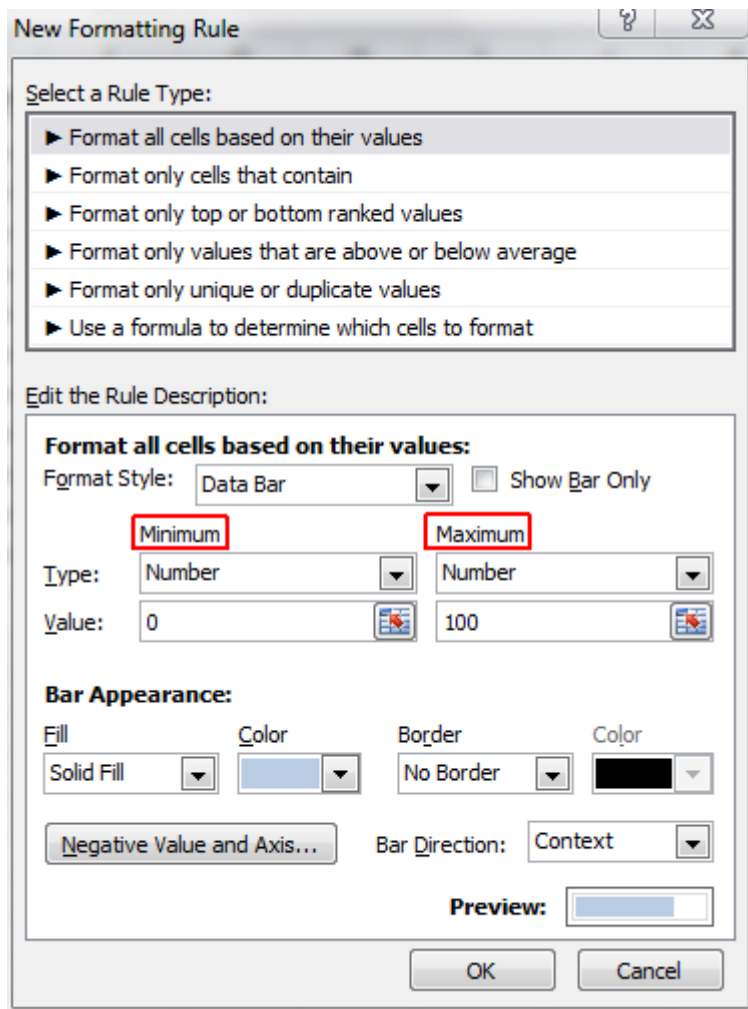 New Formatting Rule
Select a Rule Type:
► Format all cells based on their values
► Format only cells that contain
► Format only top or bottom ranked values
► Format only values that are above or below average
► Format only unique or duplicate values
► Use a formula to determine which cells to format
Edit the Rule Description:
Format all cells based on their values:
Format Style: Data Bar Show Bar Only
Minimum Maximum
Type: Number Number
Value: 0 100
Bar Appearance:
Fill Color Border Color
Solid Fill No Border
Negative Value and Axis... Bar Direction: Context
Preview:
OK Cancel